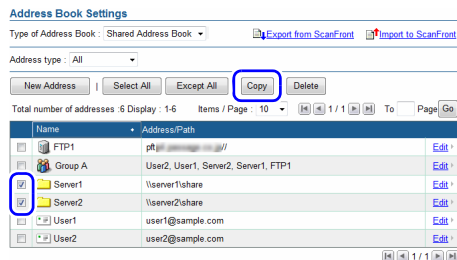 Address Book Settings
Type of Address Book : Shared Address Book Export from ScanFront Import to ScanFront
Address type : All
New Address | Select All Except All Copy Delete
Total number of addresses :6 Display : 1-6 Items / Page : 10 1 / 1 To Page Go
Name Address/Path
FTP1 pft //  Edit
Group A User2, User1, Server2, Server1, FTP1 Edit
Server1 \\server1\share Edit
Server2 \\server2\share Edit
User1 user1@sample.com Edit
User2 user2@sample.com Edit
1 / 1